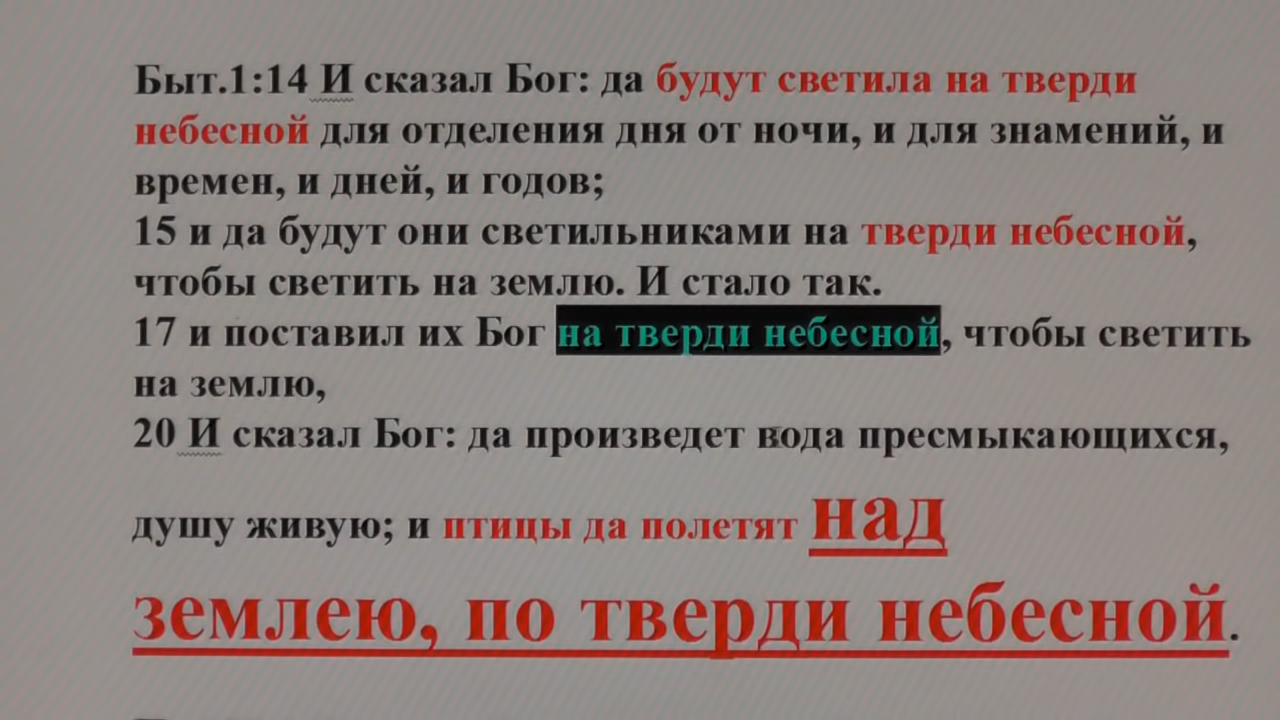 Быт.1:14 И сказал Бог: да будут светила на тверди
небесной для отделения дня от ночи, и для знамений, и
времен, и дней, и годов;
15 и да будут они светильниками на тверди небесной,
чтобы светить на землю. И стало так.
17 и поставил их Бог на тверди небесной, чтобы светить
на землю,
20 И сказал Бог: да произведет вода пресмыкающихся,
душу живую; и птицы да полетят над
землею, по тверди небесной.